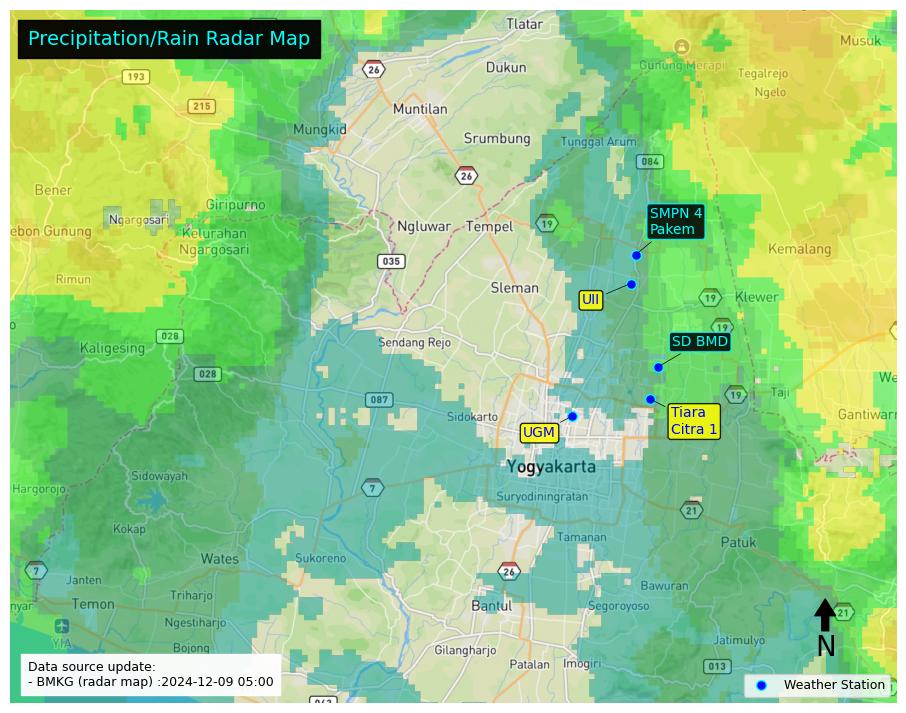 Precipitation/Rain Radar Map
Tlatar
Musuk
26
Dukun
Gunung Merapi
193
Tegalrejo
Ngelo
215
Muntilan
Mungkid
Srumbung
Tunggal Arum
084
26
Bener
Giripurno
SMPN 4
Pakem
Ngargosari
Ngluwar
Tempel
19
ebon Gunung
Kelurahan
Ngargosari
Kemalang
035
Rimun
Sleman
UII
19
Klewer
028
19
Kaligesing
Sendang Rejo
SD BMD
028
We
087
19
Taji
Sidokarto
Tiara
Citra 1
Gantiwarn
UGM
Yogyakarta
Sidowayah
Hargorojo
7
Suryodiningratan
21
Kokap
Tamanan
Patuk
Wates
Sukoreno
7
26
Janten
Bawuran
nyar
Temon
Triharjo
Bantul
Segoroyoso
21
Ngestiharjo
N
YIA
Jatimulyo
Bojong
Gilangharjo
Patalan
Imogiri
013
Data source update:
- BMKG (radar map) :2024-12-09 05:00
Weather Station